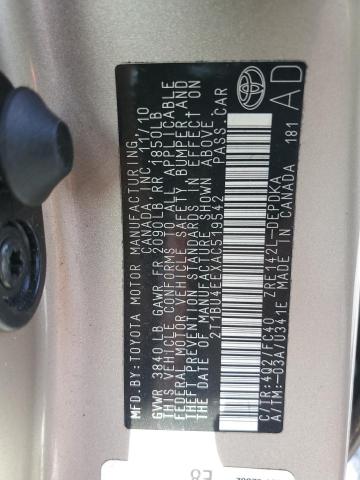 MFD.BY:TOYOTA MOTOR MANUFACTURING,
CANADA, INC. 11/10
GVWR 3840LB GAWR FR 2090LB RR 1850LB
THIS VEHICLE CONFORMS TO ALL APPLICABLE
FEDERAL MOTOR VEHICLE SAFETY BUMPER AND
THEFT PREVENTION STANDARDS IN EFFECT ON
THE DATE OF MANUFACTURE SHOWN ABOVE.
2T1BU4EEXAC519542 PASS.CAR
C/TR:4Q2/FC40 ZRE142L-DEPDKA
A/TM:-03A/U341E MADE IN CANADA 181
TOYOTA
AD
E8